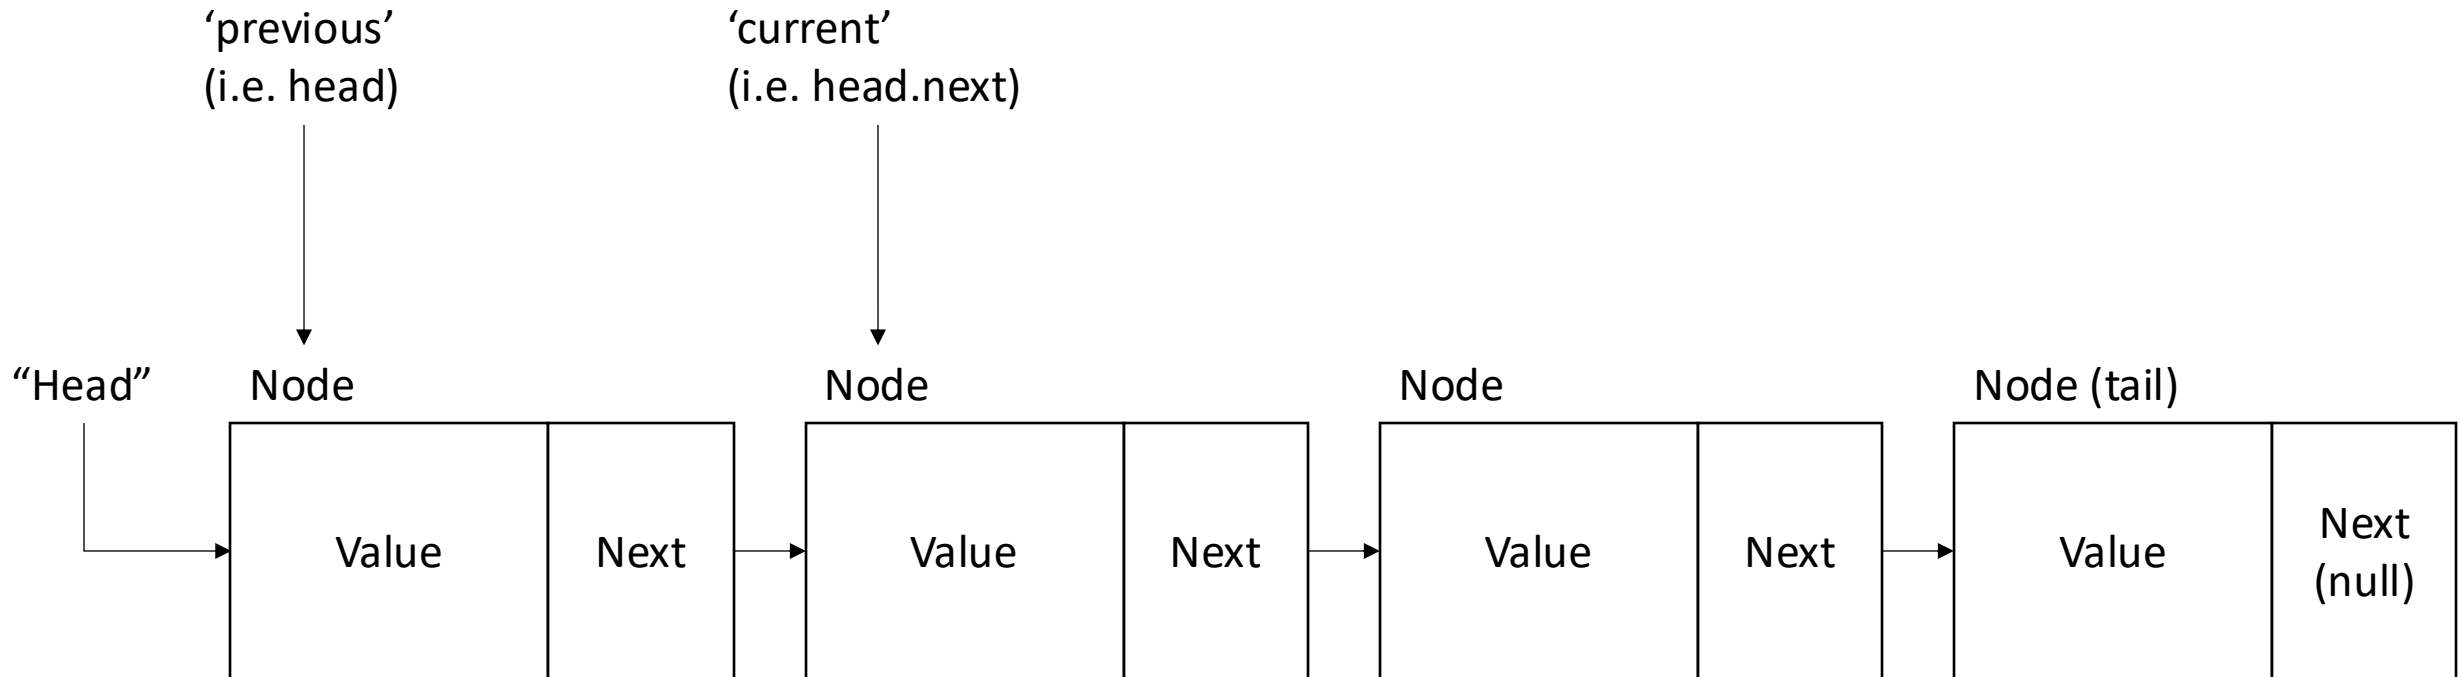 ‘previous’
(i.e. head)
‘current’
(i.e. head.next)
“Head”
Node
Node
Node
Node (tail)
Value
Next
Value
Next
Value
Next
Value
Next
(null)